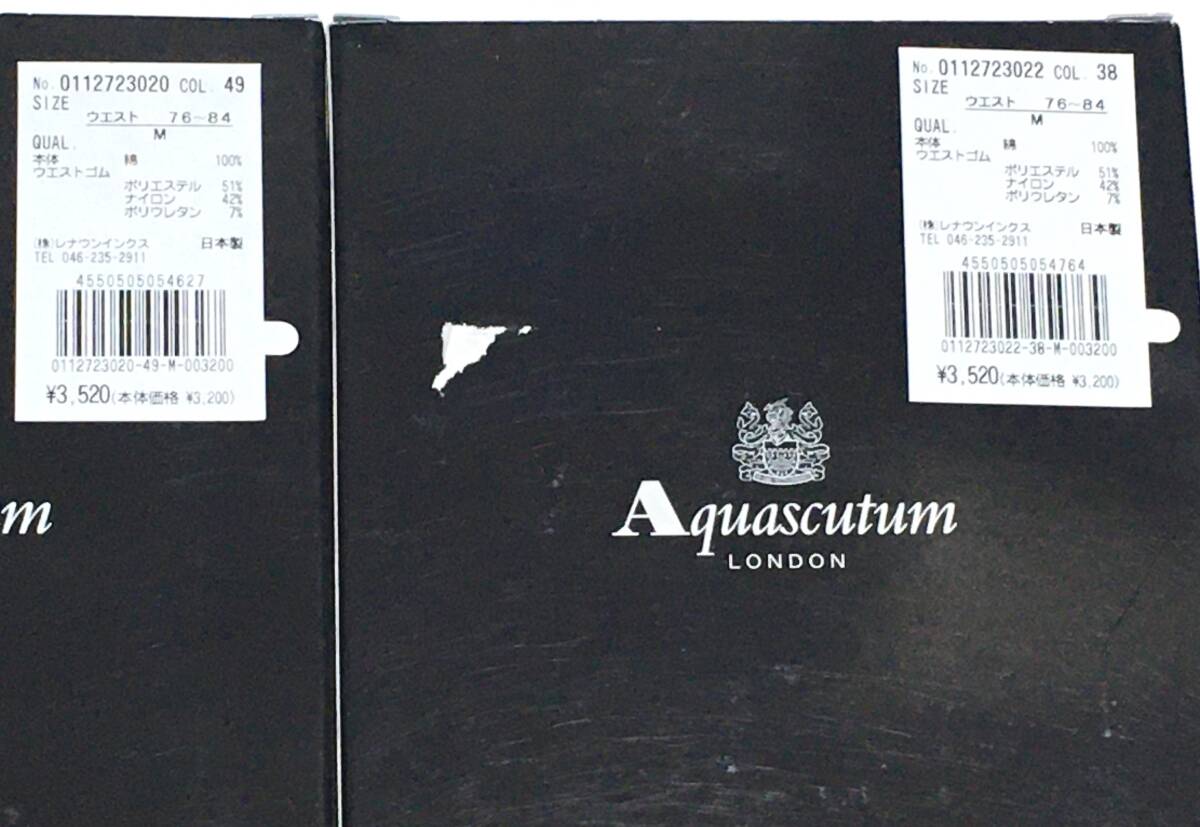 No. 0112723020 COL. 49
SIZE
ウエスト 76~84
M
QUAL.
本体 綿 100%
ウエストゴム
ポリエステル 51%
ナイロン 42%
ポリウレタン 7%
(株)レナウンインクス 日本製
TEL 046-235-2911
4550505054627
0112723020-49-M-003200
¥3,520(本体価格 ¥3,200)
m
No. 0112723022 COL. 38
SIZE
ウエスト 76~84
M
QUAL.
本体 綿 100%
ウエストゴム
ポリエステル 51%
ナイロン 42%
ポリウレタン 7%
(株)レナウンインクス 日本製
TEL 046-235-2911
4550505054764
0112723022-38-M-003200
¥3,520(本体価格 ¥3,200)
Aquascutum
LONDON